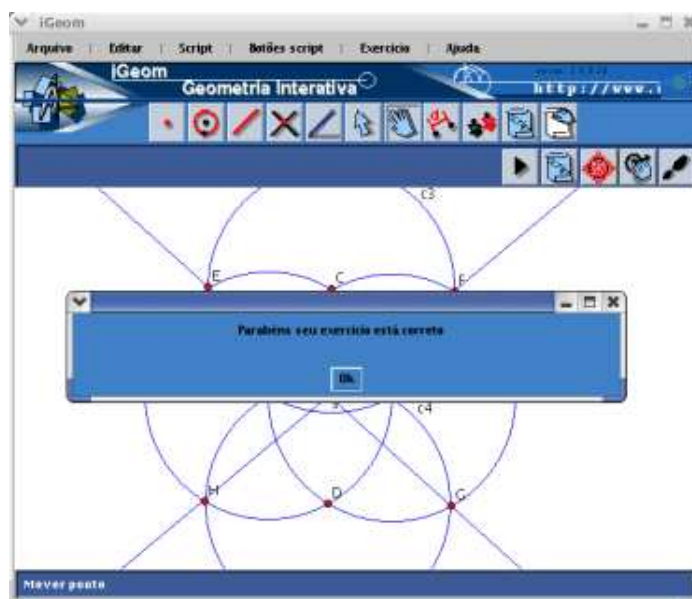 iGeom
Arquivo | Editar | Script | Botões script | Exercício | Ajuda
iGeom
Geometria Interativa
http://www.i
c3
E
C
F
Parabéns seu exercício está correto
Ok
c4
H
D
G
Mover ponto